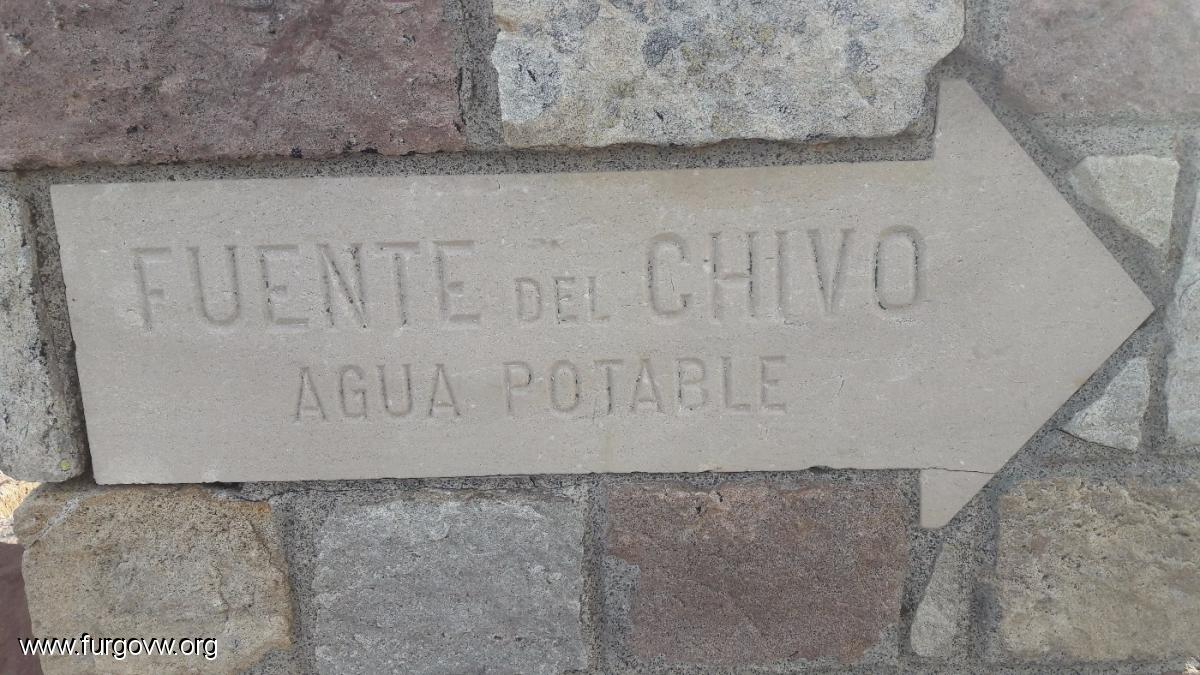 FUENTE DEL CHIVO
AGUA POTABLE
www.furgovw.org